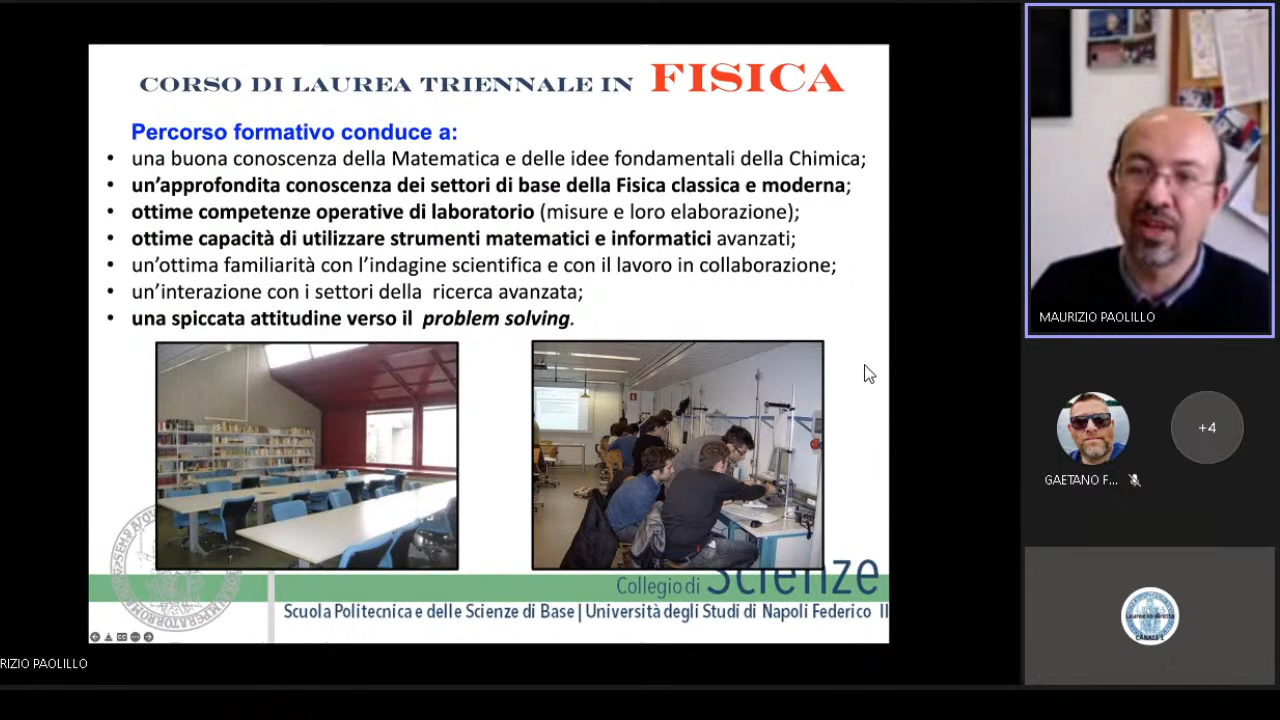 CORSO DI LAUREA TRIENNALE IN FISICA
Percorso formativo conduce a:
• una buona conoscenza della Matematica e delle idee fondamentali della Chimica;
• un'approfondita conoscenza dei settori di base della Fisica classica e moderna;
• ottime competenze operative di laboratorio (misure e loro elaborazione);
• ottime capacità di utilizzare strumenti matematici e informatici avanzati;
• un'ottima familiarità con l'indagine scientifica e con il lavoro in collaborazione;
• un'interazione con i settori della ricerca avanzata;
• una spiccata attitudine verso il problem solving.
Collegio di Scienze
Scuola Politecnica e delle Scienze di Base | Università degli Studi di Napoli Federico II
RIZIO PAOLILLO
MAURIZIO PAOLILLO
GAETANO F...
+4
CANALE 1